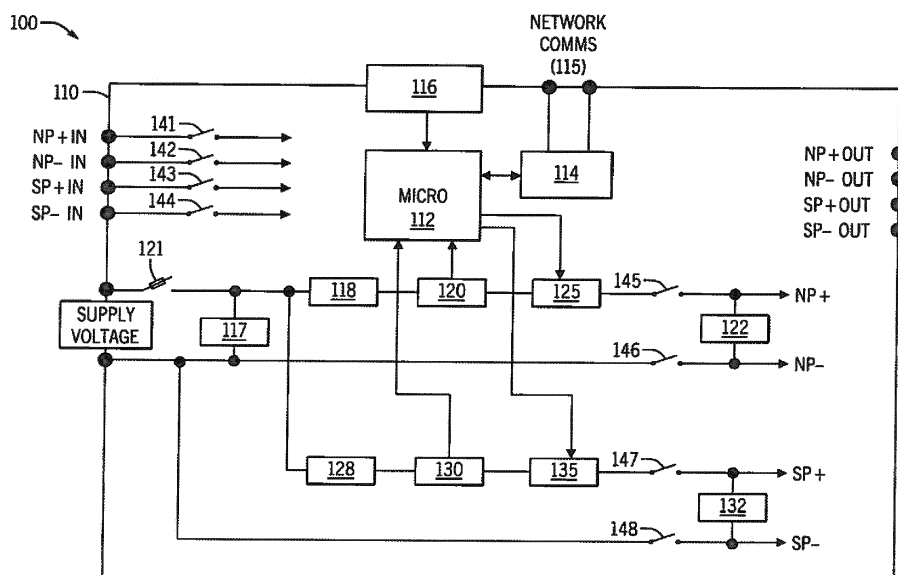 100
NETWORK
COMMS
(115)
110
116
NP+ IN
141
NP- IN
142
SP+ IN
143
SP- IN
144
MICRO
112
114
NP+ OUT
NP- OUT
SP+ OUT
SP- OUT
121
118
120
125
145
NP+
SUPPLY
VOLTAGE
117
122
146
NP-
128
130
135
147
SP+
132
148
SP-